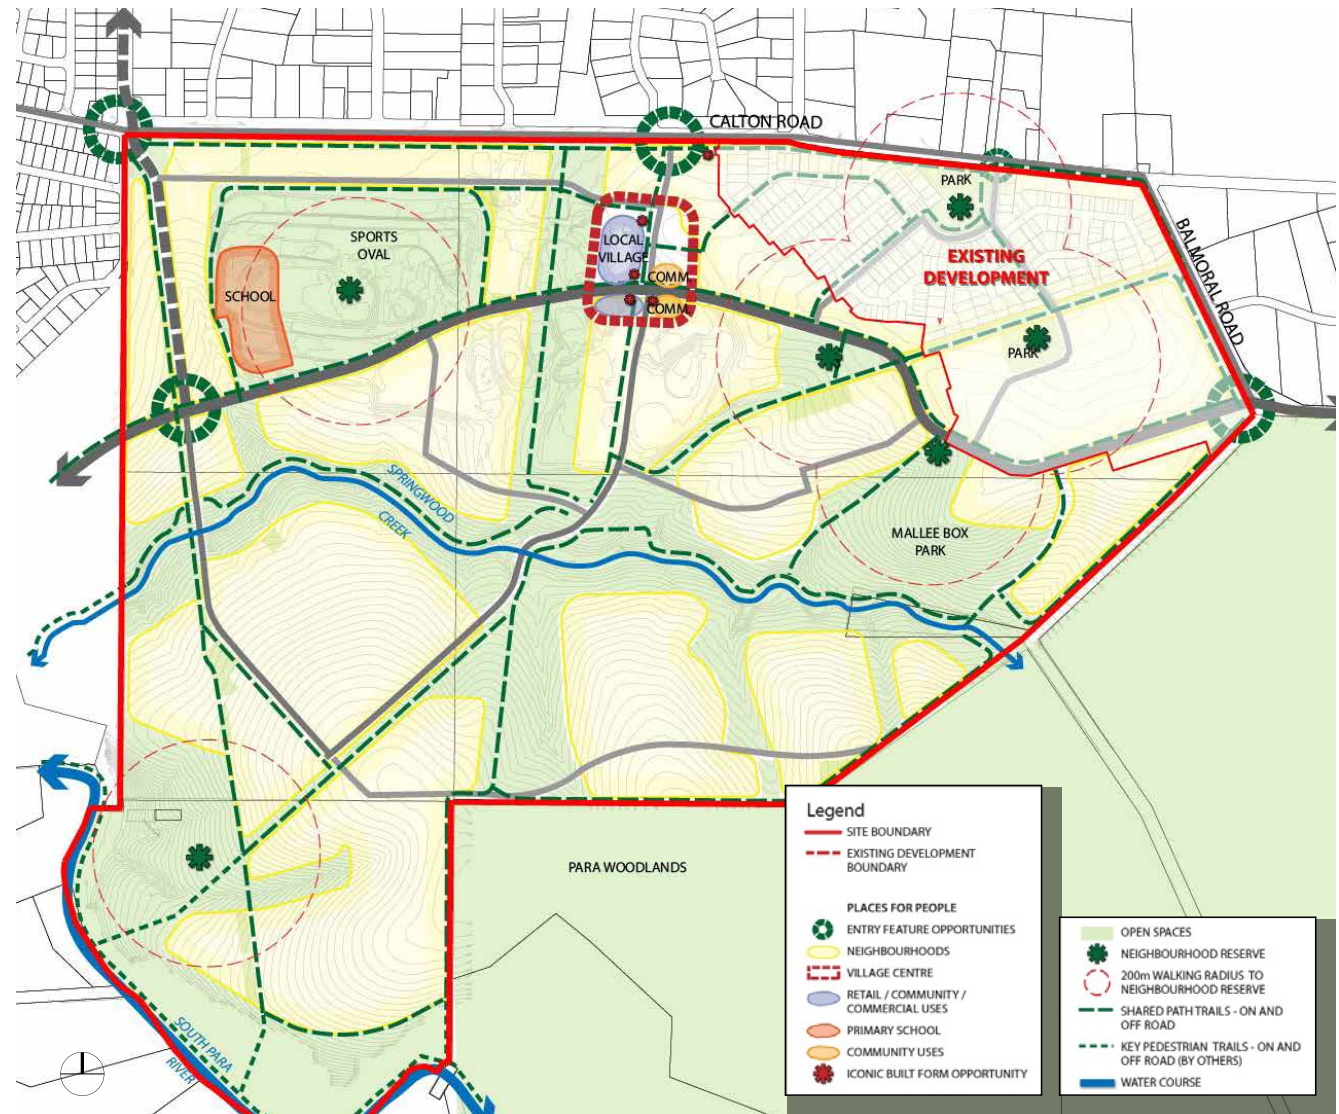 CALTON ROAD
PARK
BALMORAL ROAD
SPORTS
OVAL
LOCAL
VILLAGE
EXISTING
DEVELOPMENT
COMM.
SCHOOL
COMM.
PARK
SPRINGWOOD
CREEK
MALLEE BOX
PARK
PARA WOODLANDS
SOUTH PARA
RIVER
Legend
SITE BOUNDARY
EXISTING DEVELOPMENT
BOUNDARY
PLACES FOR PEOPLE
ENTRY FEATURE OPPORTUNITIES
NEIGHBOURHOODS
VILLAGE CENTRE
RETAIL / COMMUNITY /
COMMERCIAL USES
PRIMARY SCHOOL
COMMUNITY USES
ICONIC BUILT FORM OPPORTUNITY
OPEN SPACES
NEIGHBOURHOOD RESERVE
200m WALKING RADIUS TO
NEIGHBOURHOOD RESERVE
SHARED PATH TRAILS - ON AND
OFF ROAD
KEY PEDESTRIAN TRAILS - ON AND
OFF ROAD (BY OTHERS)
WATER COURSE